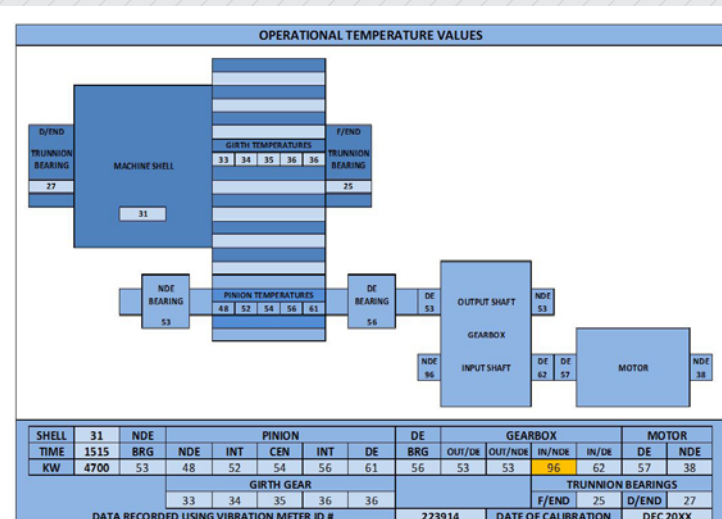 OPERATIONAL TEMPERATURE VALUES
D/END
TRUNNION
BEARING
27
MACHINE SHELL
31
GIRTH TEMPERATURES
33 34 35 36 36
F/END
TRUNNION
BEARING
25
NDE
BEARING
53
PINION TEMPERATURES
48 52 54 56 61
DE
BEARING
56
DE
53
OUTPUT SHAFT
NDE
53
GEARBOX
NDE
96
INPUT SHAFT
DE
62
DE
57
MOTOR
NDE
38
SHELL 31 NDE PINION DE GEARBOX MOTOR
TIME 1515 BRG NDE INT CEN INT DE BRG OUT/DE OUT/NDE IN/NDE IN/DE DE NDE
KW 4700 53 48 52 54 56 61 56 53 53 96 62 57 38
GIRTH GEAR TRUNNION BEARINGS
33 34 35 36 36 F/END 25 D/END 27
DATA RECORDED USING VIBRATION METER ID # 223914 DATE OF CALIBRATION DEC 20XX